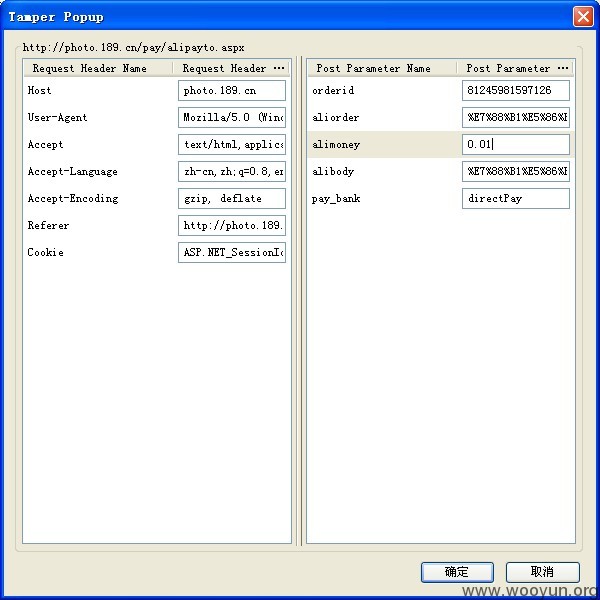 Tamper Popup
http://photo.189.cn/pay/alipayto.aspx
Request Header Name Request Header ...
Host photo.189.cn
User-Agent Mozilla/5.0 (Wind
Accept text/html,applica
Accept-Language zh-cn,zh;q=0.8,en
Accept-Encoding gzip, deflate
Referer http://photo.189.
Cookie ASP.NET_SessionId
Post Parameter Name Post Parameter ...
orderid 81245981597126
aliorder %E7%88%B1%E5%86%B
alimoney 0.01
alibody %E7%88%B1%E5%86%B
pay_bank directPay
确定 取消
www.wooyun.org